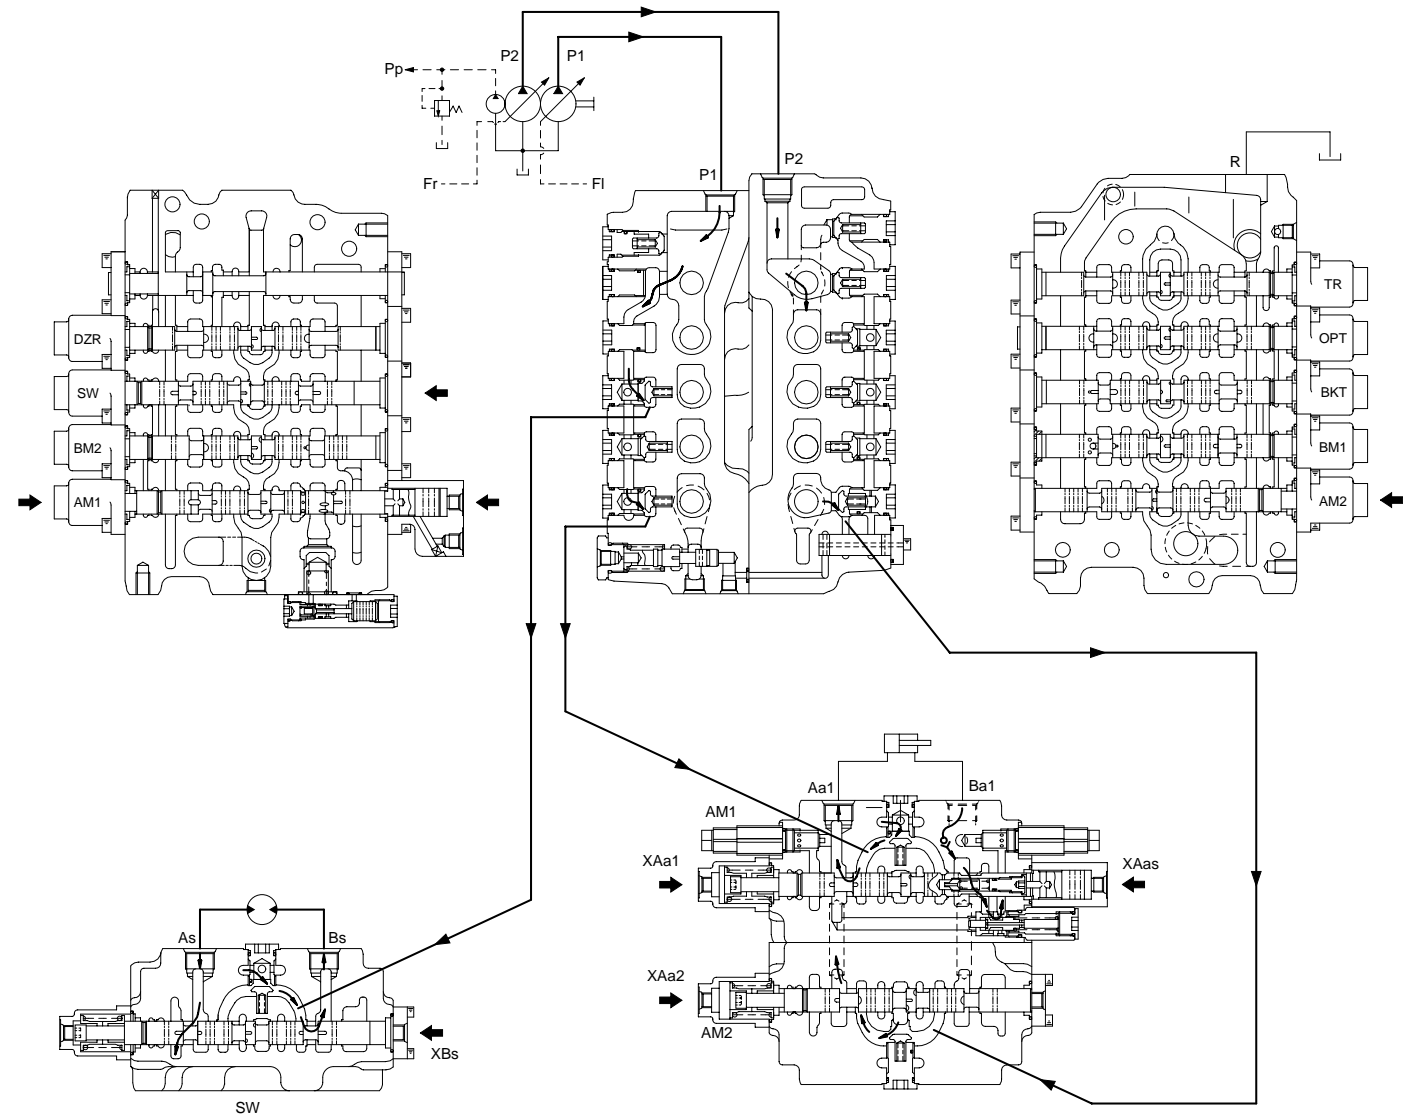 P2
P1
Pp
Fr
Fl
P1
P2
R
DZR
SW
BM2
AM1
TR
OPT
BKT
BM1
AM2
Aa1
Ba1
AM1
XAa1
XAas
As
Bs
XAa2
AM2
XBs
SW